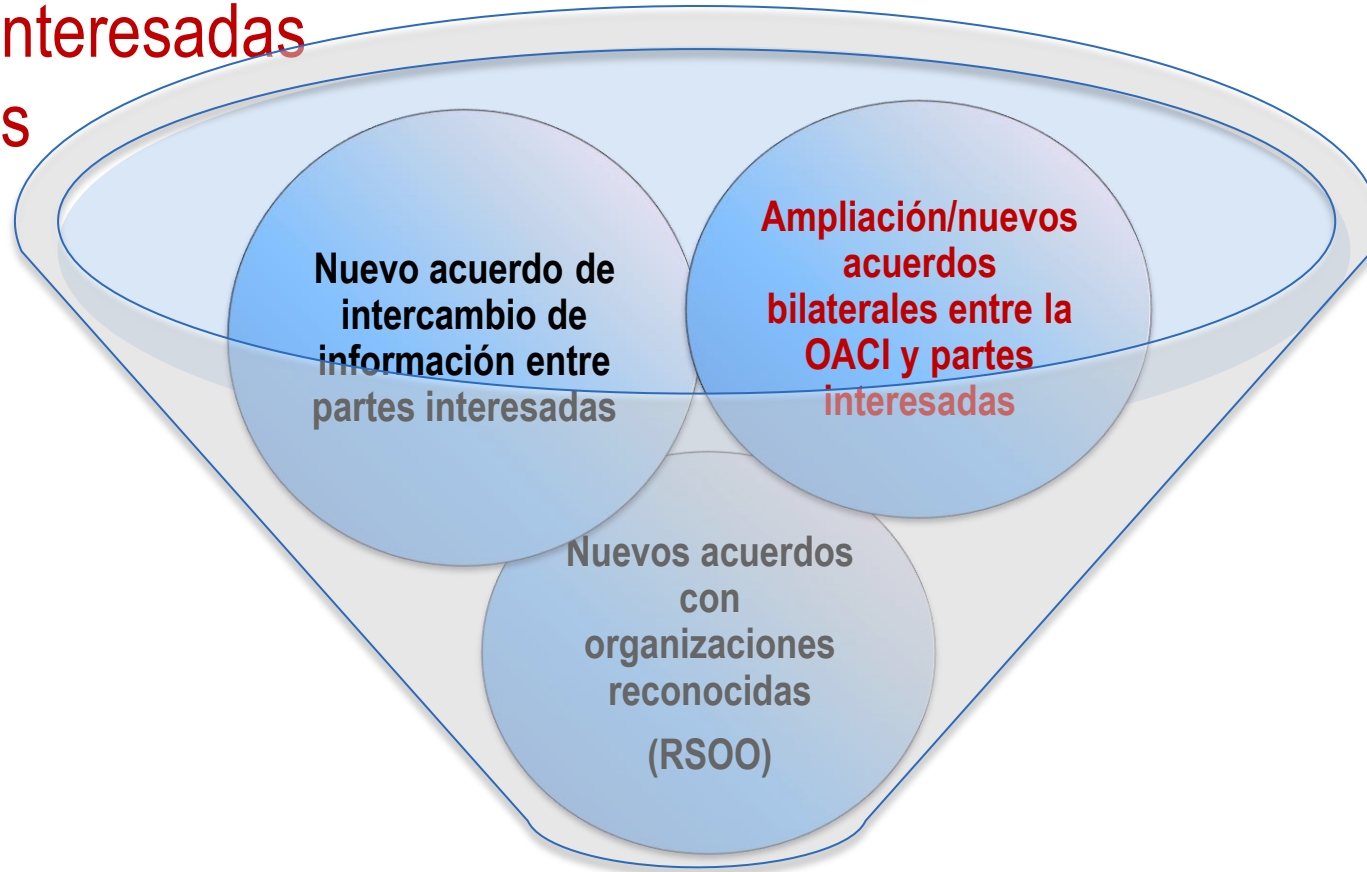 nteresadas
s
Nuevo acuerdo de
intercambio de
información entre
partes interesadas
Ampliación/nuevos
acuerdos
bilaterales entre la
OACI y partes
interesadas
Nuevos acuerdos
con
organizaciones
reconocidas
(RSOO)